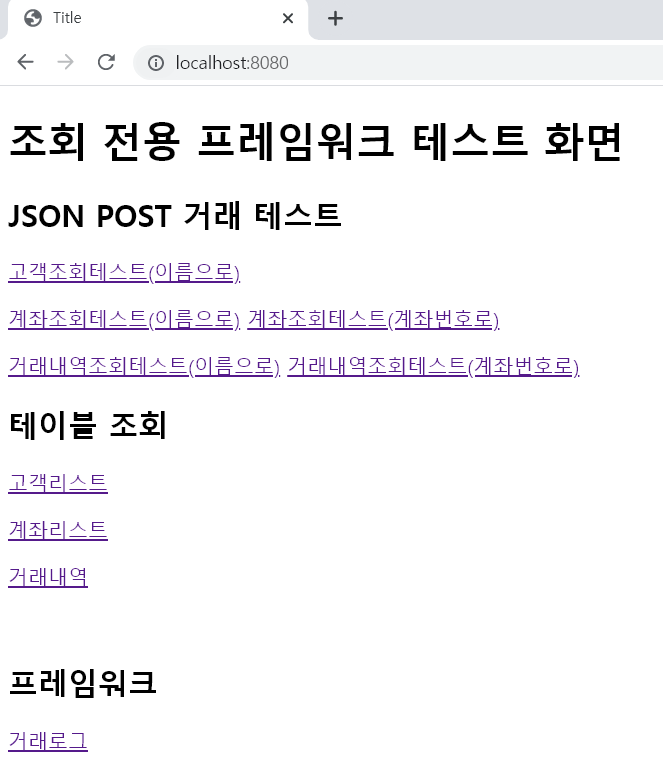 Title
localhost:8080
조회 전용 프레임워크 테스트 화면
JSON POST 거래 테스트
고객조회테스트(이름으로)
계좌조회테스트(이름으로) 계좌조회테스트(계좌번호로)
거래내역조회테스트(이름으로) 거래내역조회테스트(계좌번호로)
테이블 조회
고객리스트
계좌리스트
거래내역
프레임워크
거래로그